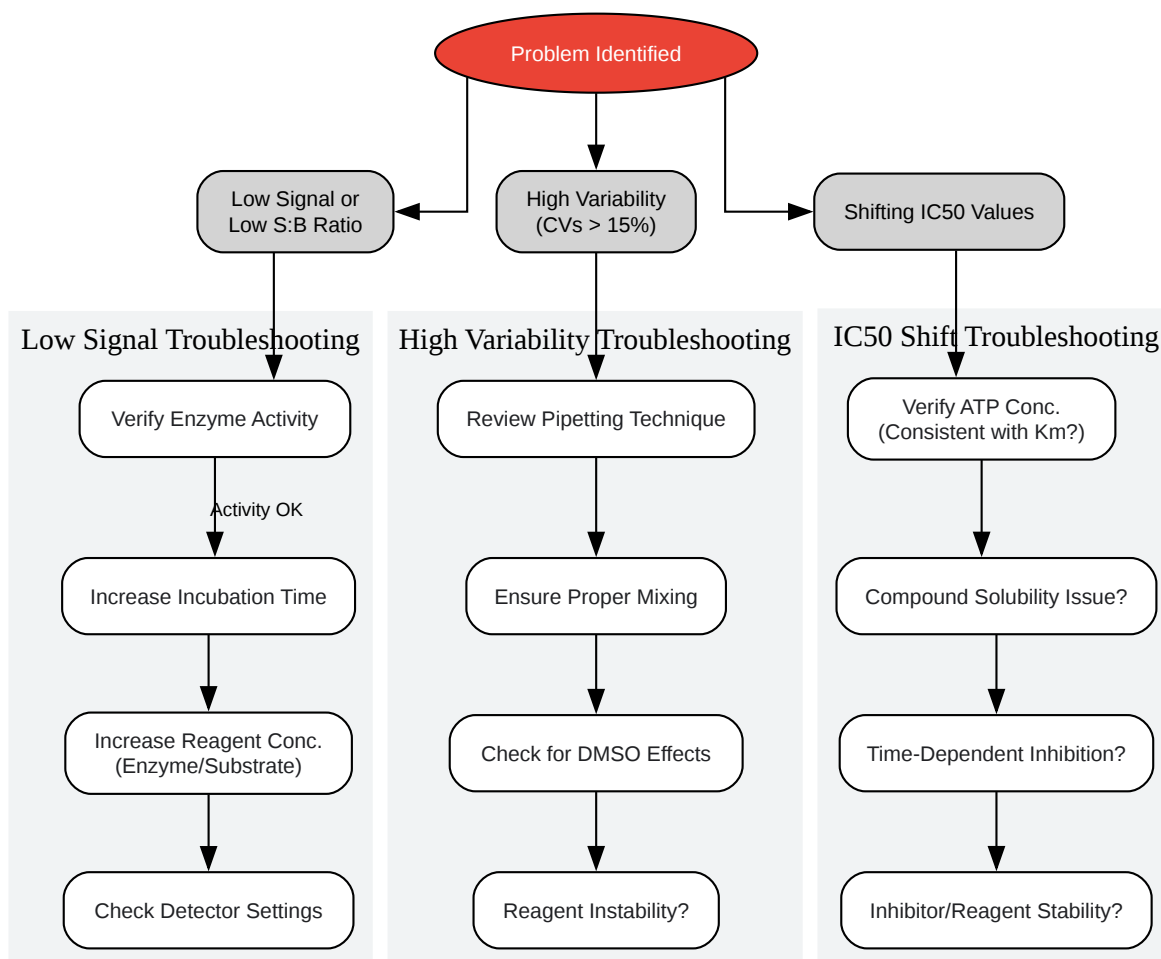 Problem Identified
Low Signal or
Low S:B Ratio
High Variability
(CVs > 15%)
Shifting IC50 Values
Low Signal Troubleshooting
Verify Enzyme Activity
Activity OK
Increase Incubation Time
Increase Reagent Conc.
(Enzyme/Substrate)
Check Detector Settings
High Variability Troubleshooting
Review Pipetting Technique
Ensure Proper Mixing
Check for DMSO Effects
Reagent Instability?
IC50 Shift Troubleshooting
Verify ATP Conc.
(Consistent with Km?)
Compound Solubility Issue?
Time-Dependent Inhibition?
Inhibitor/Reagent Stability?